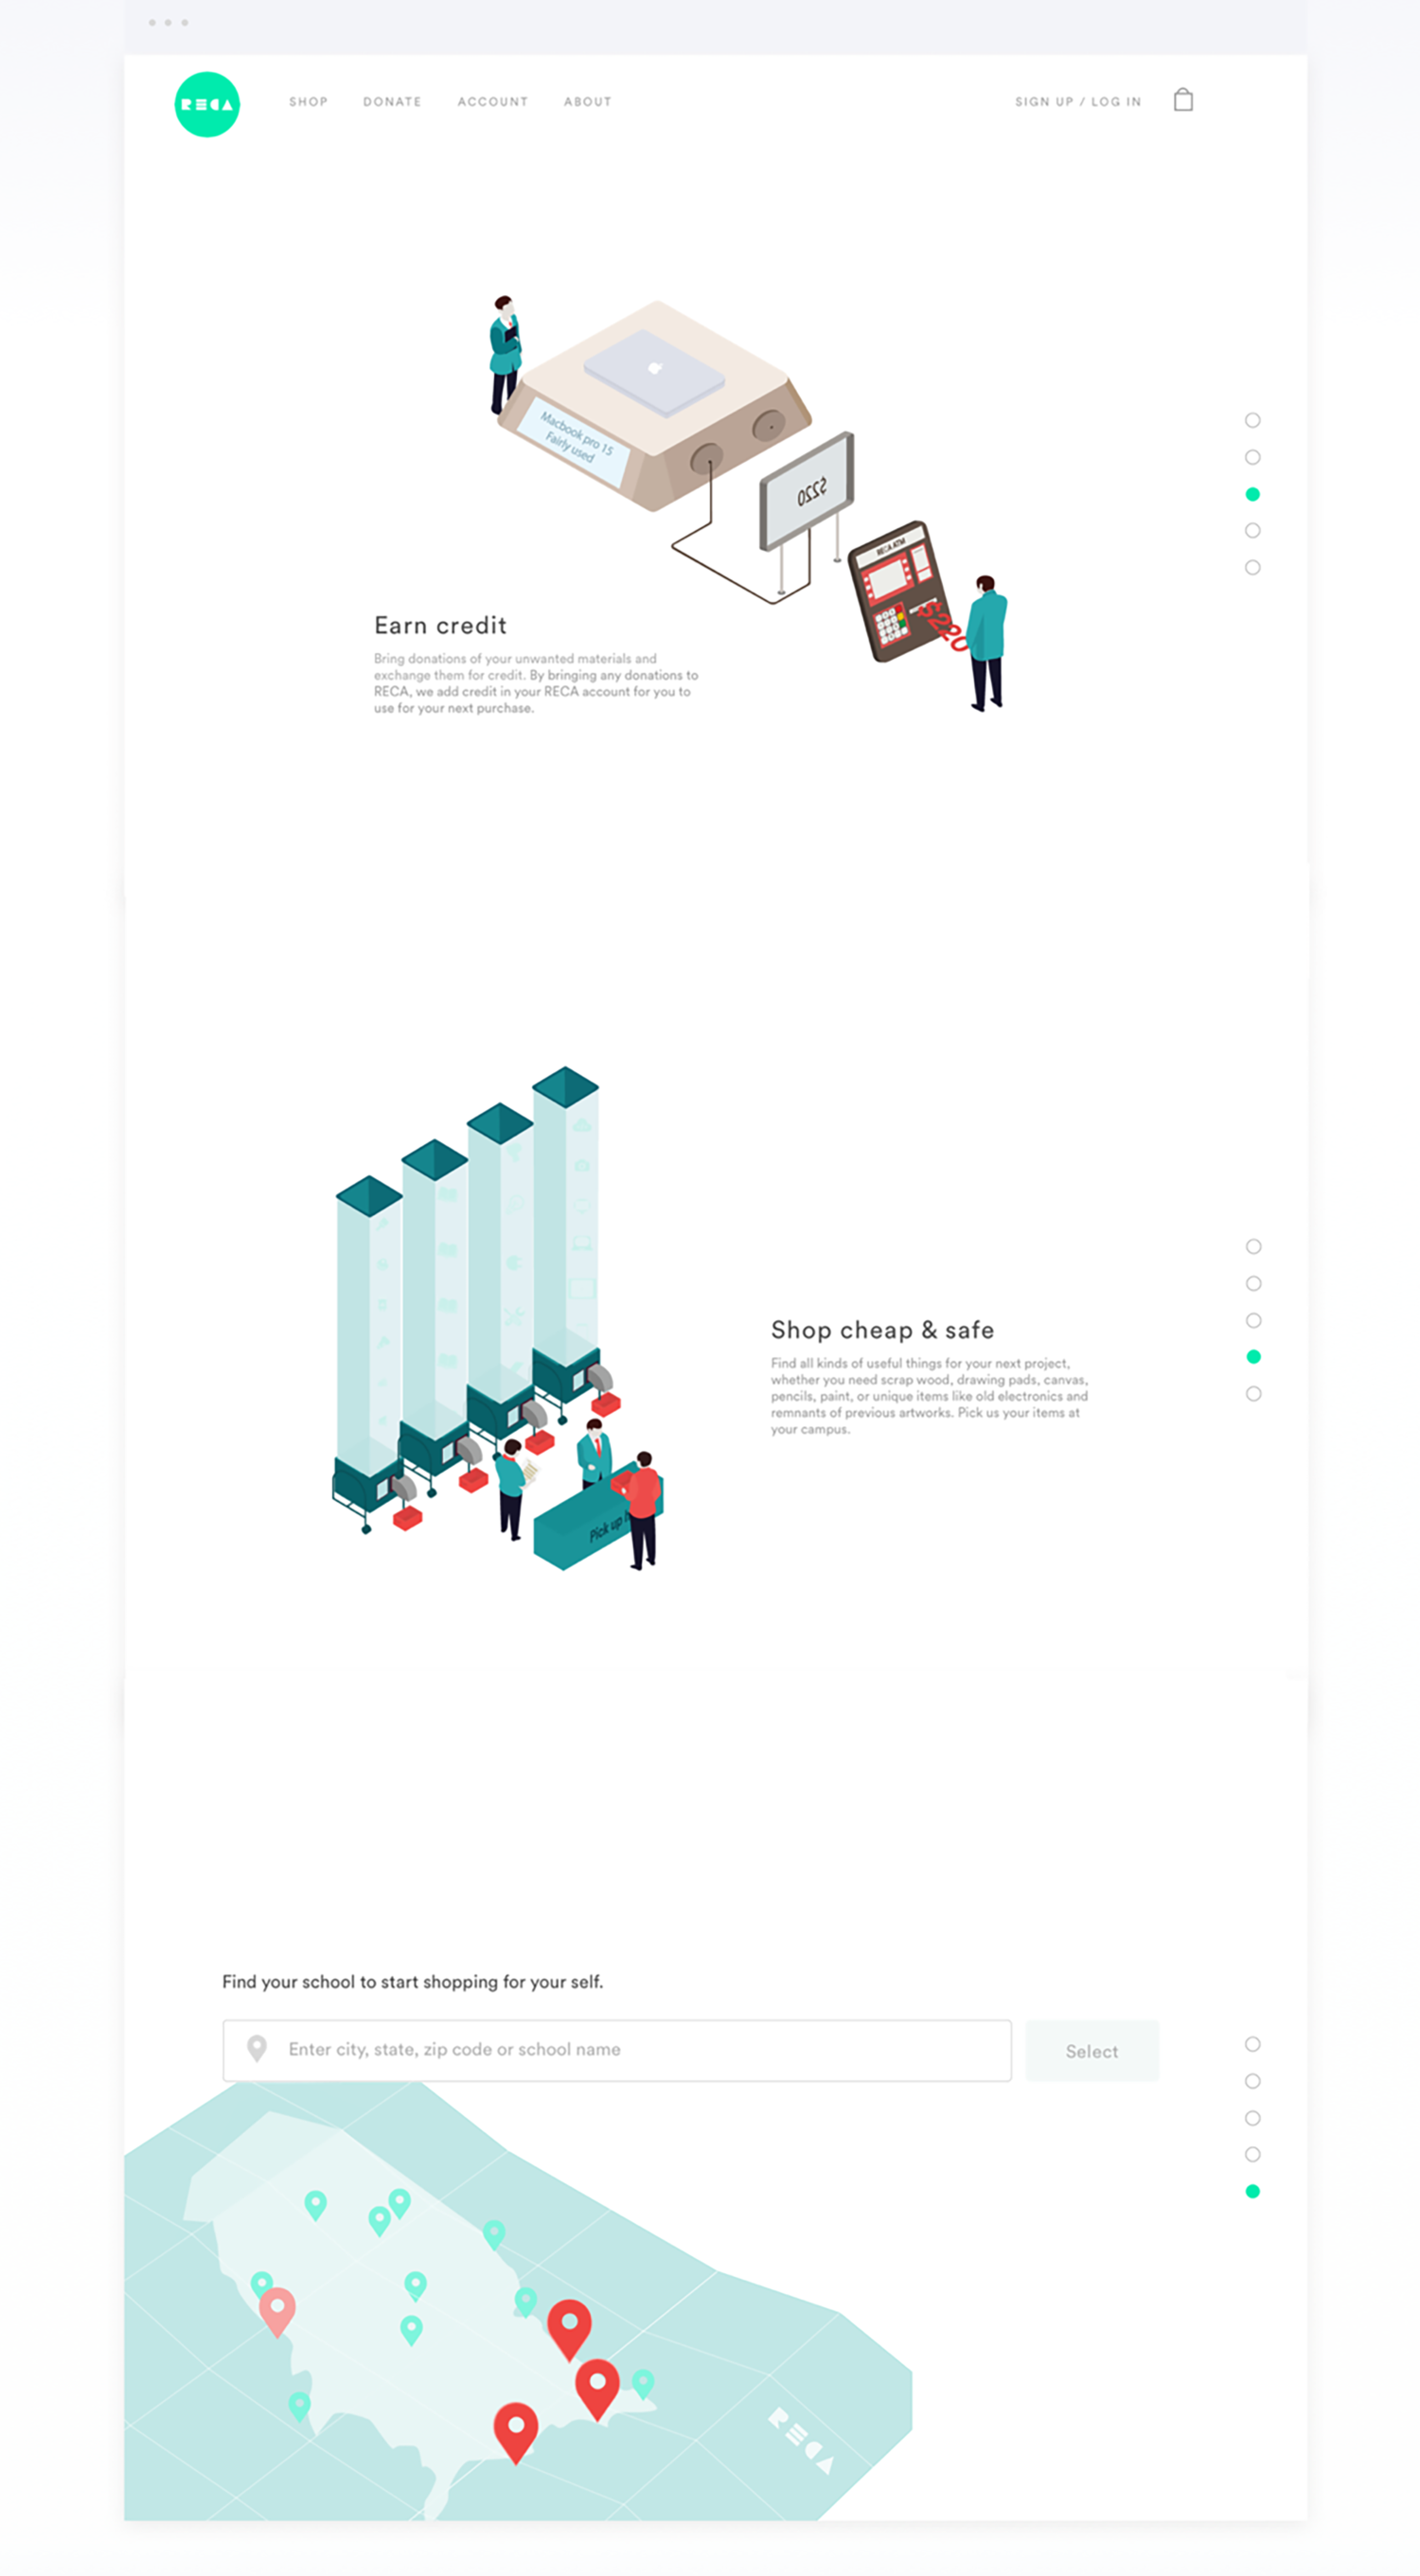 RECA
SHOP DONATE ACCOUNT ABOUT
SIGN UP / LOG IN
Macbook pro 15
Fairly used
$220
RECA ATM
$220
Earn credit
Bring donations of your unwanted materials and
exchange them for credit. By bringing any donations to
RECA, we add credit in your RECA account for you to
use for your next purchase.
Shop cheap & safe
Find all kinds of useful things for your next project,
whether you need scrap wood, drawing pads, canvas,
pencils, paint, or unique items like old electronics and
remnants of previous artworks. Pick us your items at
your campus.
Pick up
Find your school to start shopping for your self.
Enter city, state, zip code or school name
Select
RECA